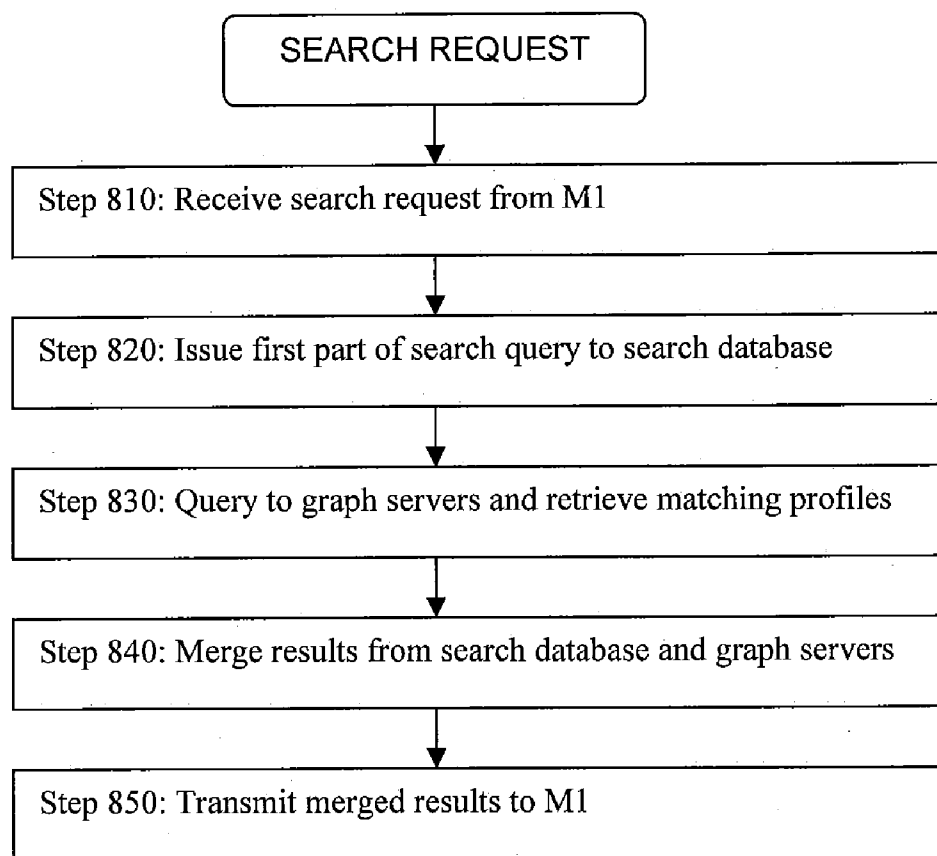 SEARCH REQUEST
Step 810: Receive search request from M1
Step 820: Issue first part of search query to search database
Step 830: Query to graph servers and retrieve matching profiles
Step 840: Merge results from search database and graph servers
Step 850: Transmit merged results to M1